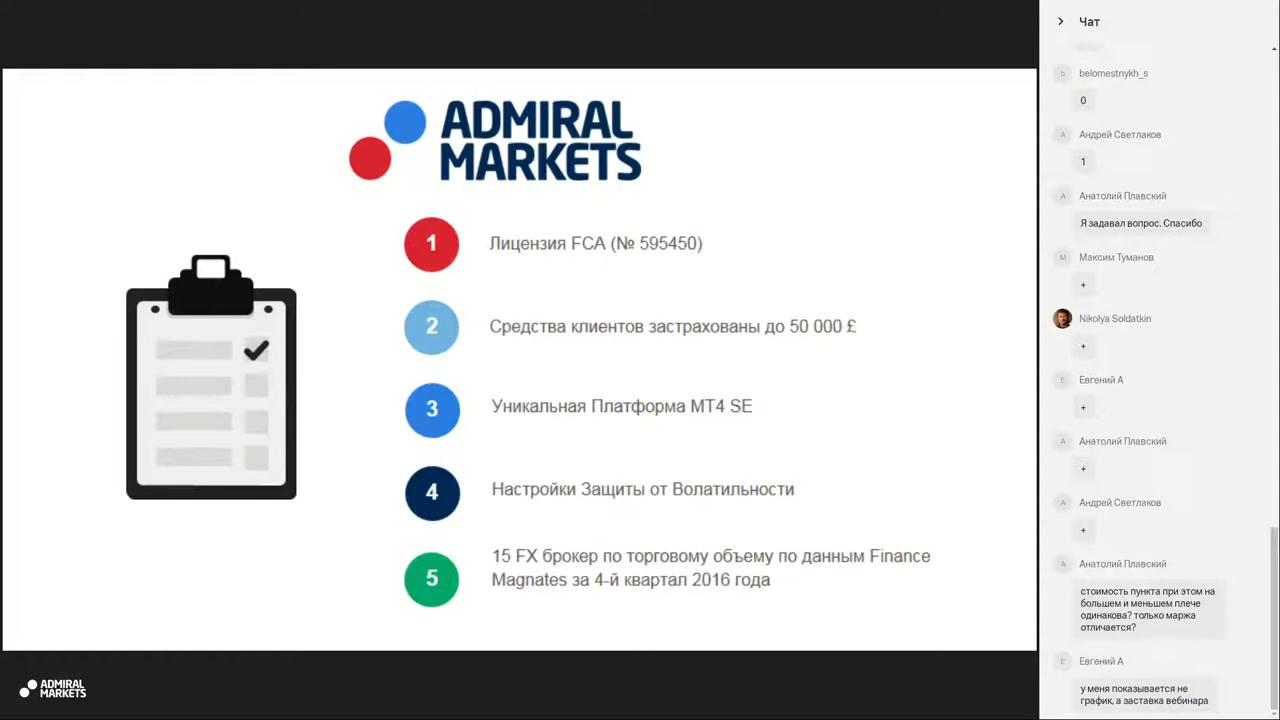 ADMIRAL
MARKETS
1
Лицензия FCA (№ 595450)
2
Средства клиентов застрахованы до 50 000 £
3
Уникальная Платформа MT4 SE
4
Настройки Защиты от Волатильности
5
15 FX брокер по торговому объему по данным Finance
Magnates за 4-й квартал 2016 года
ADMIRAL
MARKETS
Чат
b
belomestnykh_s
0
А
Андрей Светлаков
1
А
Анатолий Плавский
Я задавал вопрос. Спасибо
М
Максим Туманов
+
Nikolya Soldatkin
+
Е
Евгений А
+
А
Анатолий Плавский
+
А
Андрей Светлаков
+
А
Анатолий Плавский
стоимость пункта при этом на
большем и меньшем плече
одинакова? только маржа
отличается?
Е
Евгений А
у меня показывается не
график, а заставка вебинара